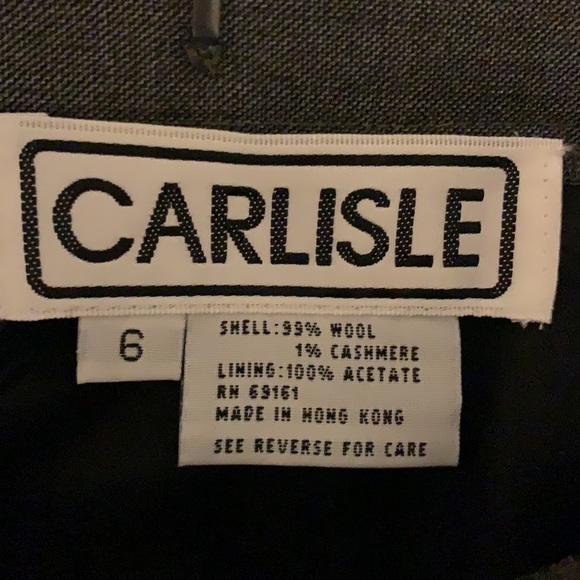 CARLISLE
6
SHELL:99% WOOL
1% CASHMERE
LINING:100% ACETATE
RN 69161
MADE IN HONG KONG
SEE REVERSE FOR CARE